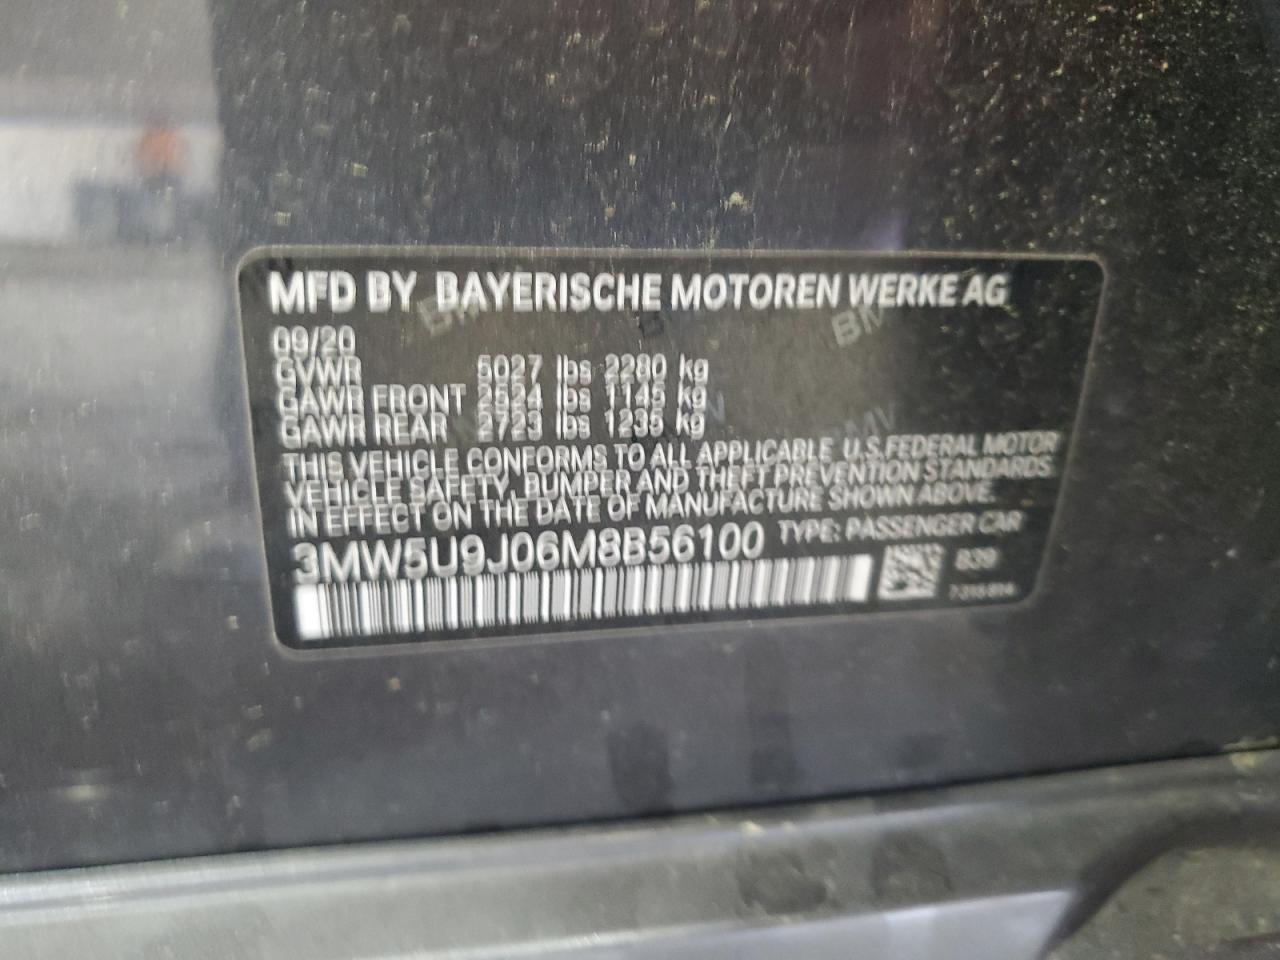 MFD BY BAYERISCHE MOTOREN WERKE AG
09/20
GVWR 5027 lbs 2280 kg
GAWR FRONT 2524 lbs 1145 kg
GAWR REAR 2723 lbs 1235 kg
THIS VEHICLE CONFORMS TO ALL APPLICABLE U.S.FEDERAL MOTOR
VEHICLE SAFETY, BUMPER AND THEFT PREVENTION STANDARDS
IN EFFECT ON THE DATE OF MANUFACTURE SHOWN ABOVE.
3MW5U9J06M8B56100 TYPE: PASSENGER CAR
B39